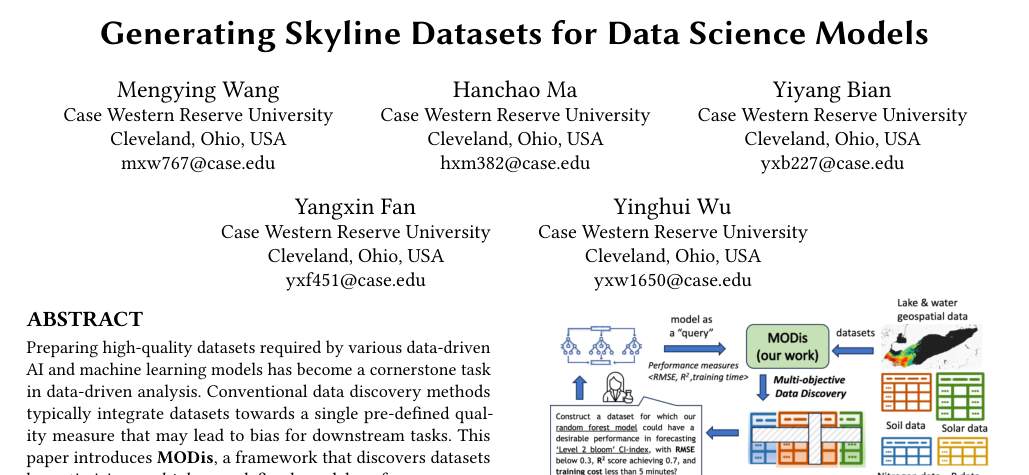 Generating Skyline Datasets for Data Science Models
Mengying Wang
Case Western Reserve University
Cleveland, Ohio, USA
mxw767@case.edu
Hanchao Ma
Case Western Reserve University
Cleveland, Ohio, USA
hxm382@case.edu
Yiyang Bian
Case Western Reserve University
Cleveland, Ohio, USA
yxb227@case.edu
Yangxin Fan
Case Western Reserve University
Cleveland, Ohio, USA
yxf451@case.edu
Yinghui Wu
Case Western Reserve University
Cleveland, Ohio, USA
yxw1650@case.edu
ABSTRACT
Preparing high-quality datasets required by various data-driven
AI and machine learning models has become a cornerstone task
in data-driven analysis. Conventional data discovery methods
typically integrate datasets towards a single pre-defined qual-
ity measure that may lead to bias for downstream tasks. This
paper introduces MODis, a framework that discovers datasets
model as
a "query"
Performance measures
<RMSE, R², training time>
MODis
(our work)
datasets
Lake & water
geospatial data
Multi-objective
Data Discovery
Soil data
Solar data
Construct a dataset for which our
random forest model could have a
desirable performance in forecasting
'Level 2 bloom' CI-index, with RMSE
below 0.3, R² score achieving 0.7, and
training cost less than 5 minutes?